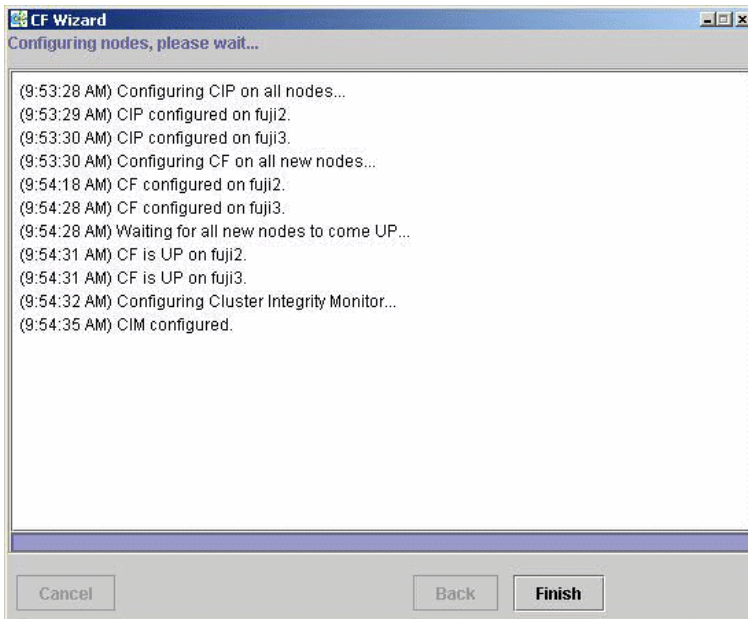 CF Wizard
Configuring nodes, please wait...
(9:53:28 AM) Configuring CIP on all nodes...
(9:53:29 AM) CIP configured on fuji2.
(9:53:30 AM) CIP configured on fuji3.
(9:53:30 AM) Configuring CF on all new nodes...
(9:54:18 AM) CF configured on fuji2.
(9:54:28 AM) CF configured on fuji3.
(9:54:28 AM) Waiting for all new nodes to come UP...
(9:54:31 AM) CF is UP on fuji2.
(9:54:31 AM) CF is UP on fuji3.
(9:54:32 AM) Configuring Cluster Integrity Monitor...
(9:54:35 AM) CIM configured.
Cancel Back Finish